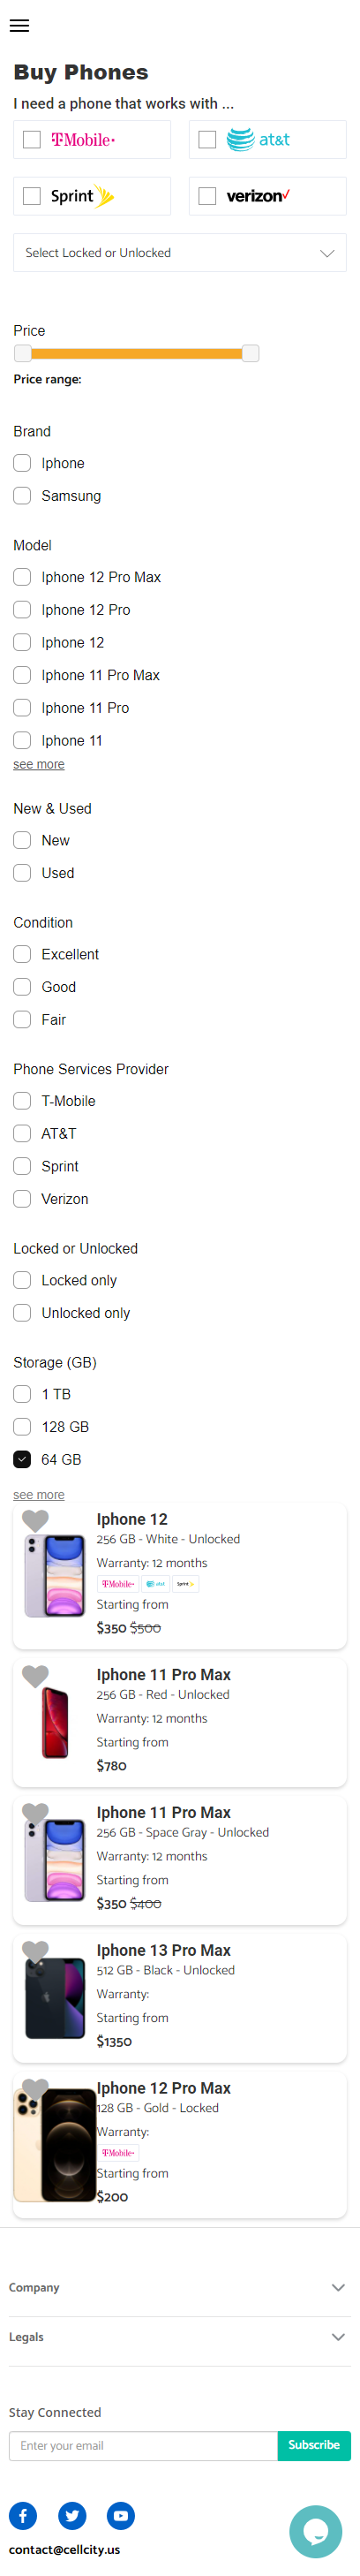 Buy Phones
I need a phone that works with ...
T Mobile
at&t
Sprint
verizon
Select Locked or Unlocked
Price
Price range:
Brand
Iphone
Samsung
Model
Iphone 12 Pro Max
Iphone 12 Pro
Iphone 12
Iphone 11 Pro Max
Iphone 11 Pro
Iphone 11
see more
New & Used
New
Used
Condition
Excellent
Good
Fair
Phone Services Provider
T-Mobile
AT&T
Sprint
Verizon
Locked or Unlocked
Locked only
Unlocked only
Storage (GB)
1 TB
128 GB
64 GB
see more
Iphone 12
256 GB - White - Unlocked
Warranty: 12 months
T Mobile at&t Sprint
Starting from
$350 $500
Iphone 11 Pro Max
256 GB - Red - Unlocked
Warranty: 12 months
Starting from
$780
Iphone 11 Pro Max
256 GB - Space Gray - Unlocked
Warranty: 12 months
Starting from
$350 $400
Iphone 13 Pro Max
512 GB - Black - Unlocked
Warranty:
Starting from
$1350
Iphone 12 Pro Max
128 GB - Gold - Locked
Warranty:
T Mobile
Starting from
$200
Company
Legals
Stay Connected
Enter your email
Subscribe
contact@cellcity.us